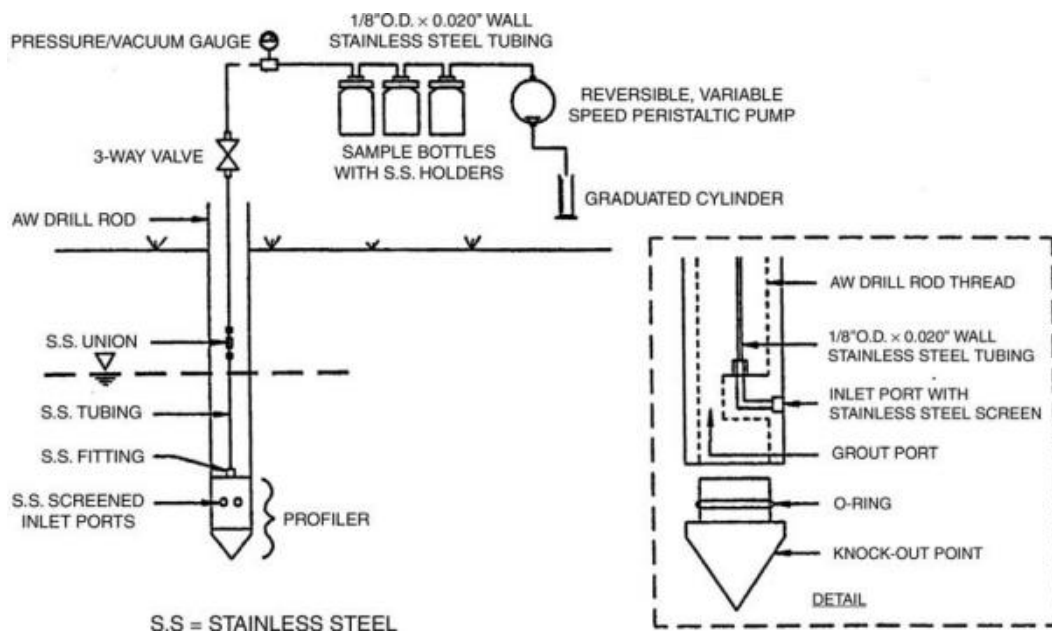 1/8"O.D. × 0.020" WALL
STAINLESS STEEL TUBING
PRESSURE/VACUUM GAUGE
REVERSIBLE, VARIABLE
SPEED PERISTALTIC PUMP
3-WAY VALVE
SAMPLE BOTTLES
WITH S.S. HOLDERS
GRADUATED CYLINDER
AW DRILL ROD
S.S. UNION
S.S. TUBING
S.S. FITTING
S.S. SCREENED
INLET PORTS
PROFILER
S.S = STAINLESS STEEL
AW DRILL ROD THREAD
1/8"O.D. × 0.020" WALL
STAINLESS STEEL TUBING
INLET PORT WITH
STAINLESS STEEL SCREEN
GROUT PORT
O-RING
KNOCK-OUT POINT
DETAIL